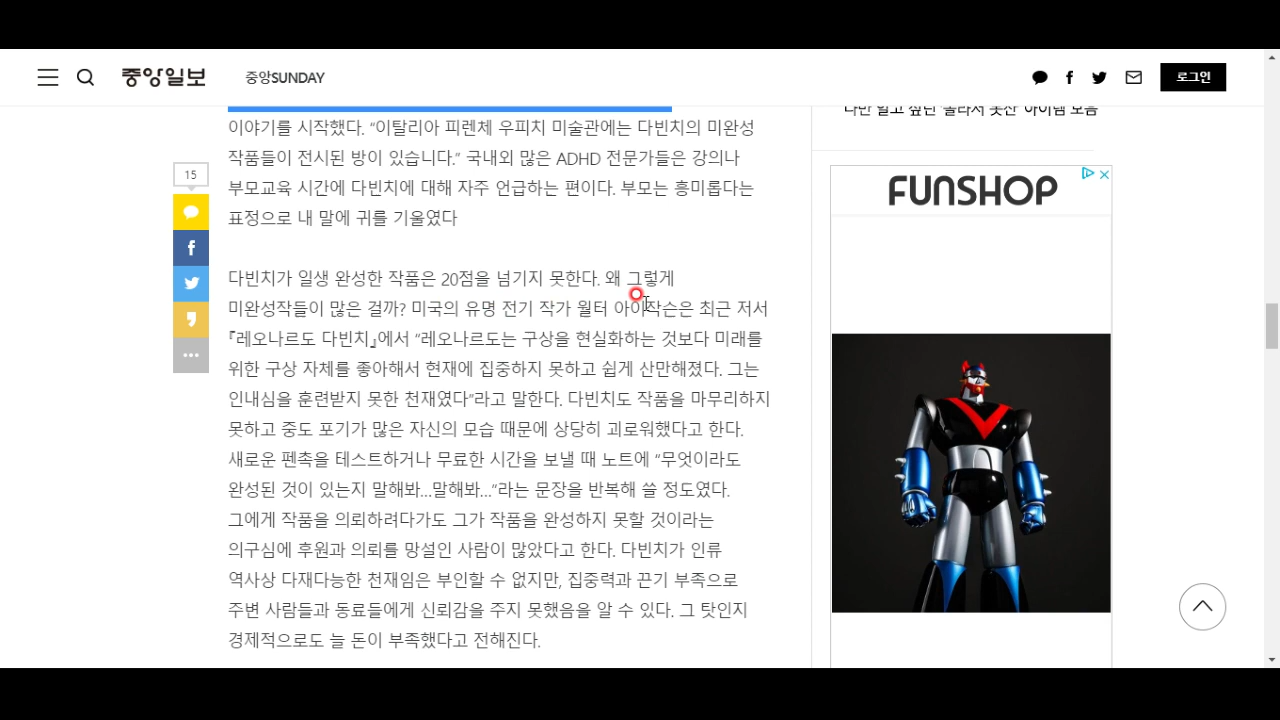 중앙일보
중앙SUNDAY
로그인
이야기를 시작했다. “이탈리아 피렌체 우피치 미술관에는 다빈치의 미완성
작품들이 전시된 방이 있습니다.” 국내외 많은 ADHD 전문가들은 강의나
부모교육 시간에 다빈치에 대해 자주 언급하는 편이다. 부모는 흥미롭다는
표정으로 내 말에 귀를 기울였다
다빈치가 일생 완성한 작품은 20점을 넘기지 못한다. 왜 그렇게
미완성작들이 많은 걸까? 미국의 유명 전기 작가 월터 아이작슨은 최근 저서
『레오나르도 다빈치』에서 “레오나르도는 구상을 현실화하는 것보다 미래를
위한 구상 자체를 좋아해서 현재에 집중하지 못하고 쉽게 산만해졌다. 그는
인내심을 훈련받지 못한 천재였다”라고 말한다. 다빈치도 작품을 마무리하지
못하고 중도 포기가 많은 자신의 모습 때문에 상당히 괴로워했다고 한다.
새로운 펜촉을 테스트하거나 무료한 시간을 보낼 때 노트에 “무엇이라도
완성된 것이 있는지 말해봐...말해봐...”라는 문장을 반복해 쓸 정도였다.
그에게 작품을 의뢰하려다가도 그가 작품을 완성하지 못할 것이라는
의구심에 후원과 의뢰를 망설인 사람이 많았다고 한다. 다빈치가 인류
역사상 다재다능한 천재임은 부인할 수 없지만, 집중력과 끈기 부족으로
주변 사람들과 동료들에게 신뢰감을 주지 못했음을 알 수 있다. 그 탓인지
경제적으로도 늘 돈이 부족했다고 전해진다.
15
나만 알고 싶던 '몰라서 못산' 아이템 모음
FUNSHOP